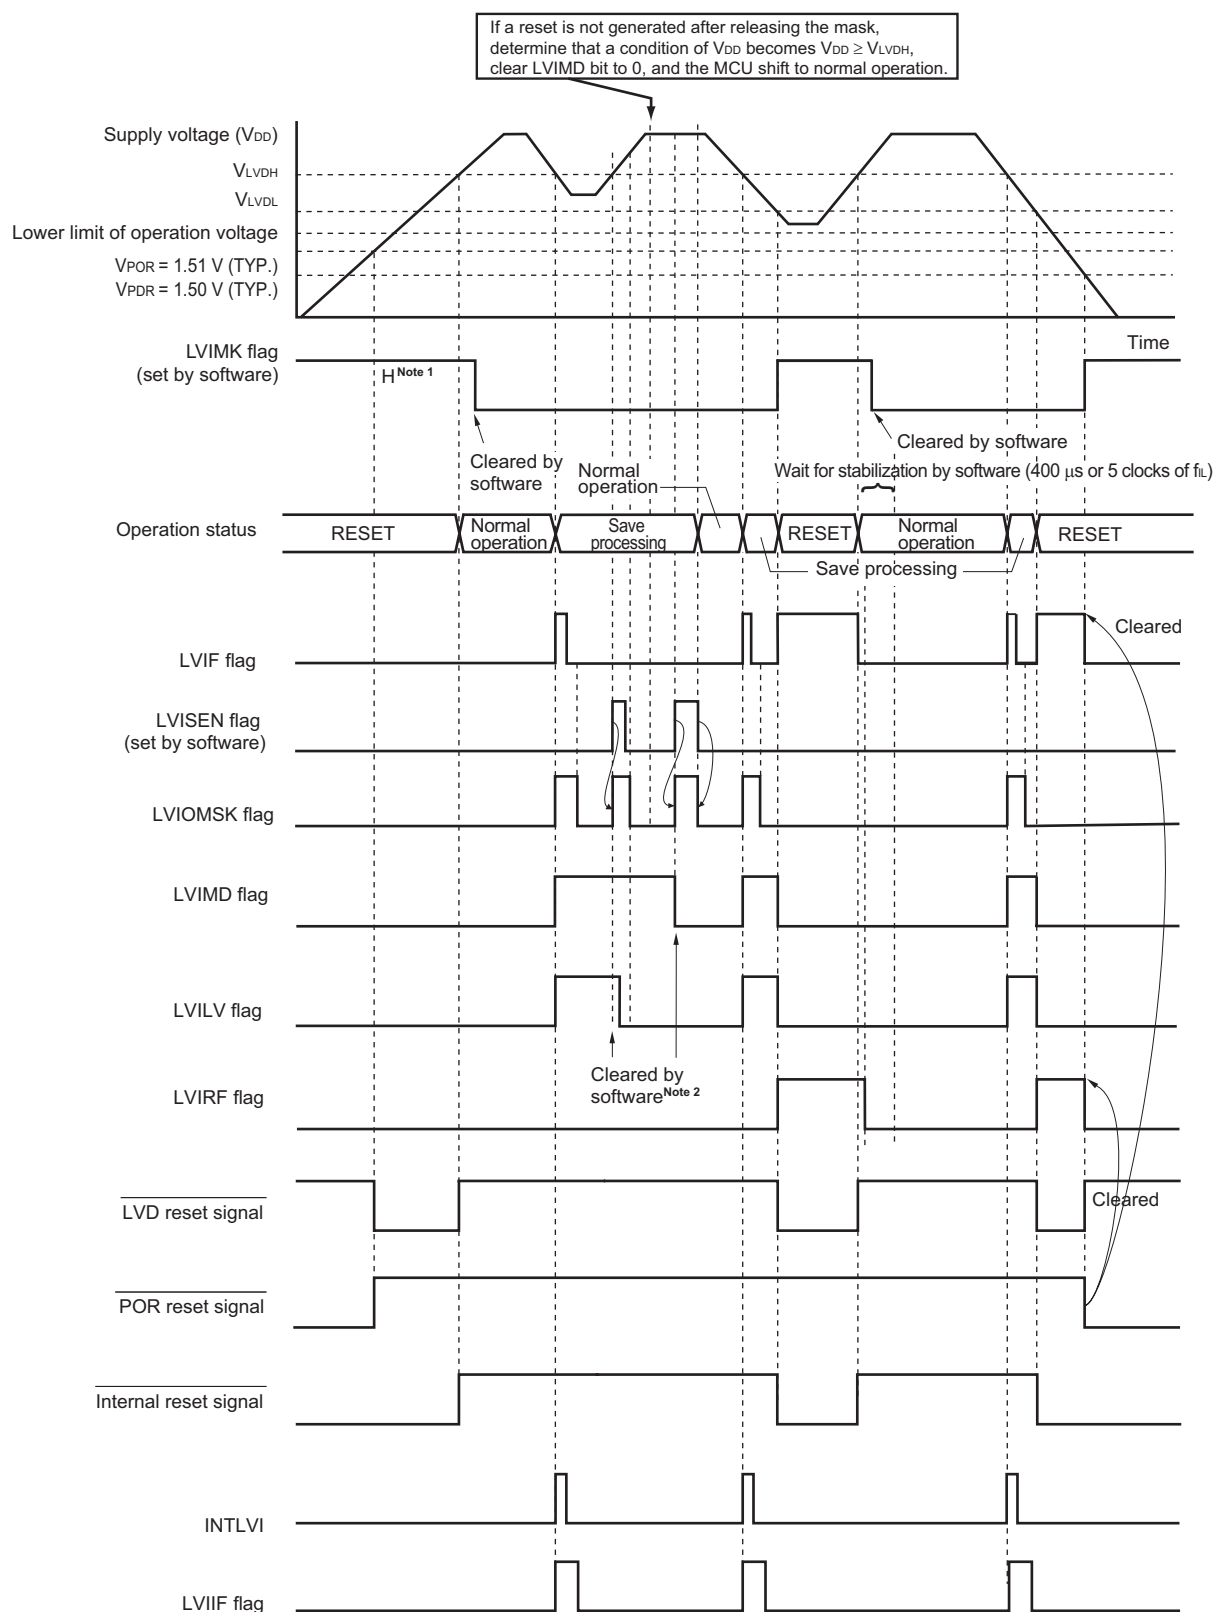 If a reset is not generated after releasing the mask,
determine that a condition of VDD becomes VDD ≥ VLVDH,
clear LVIMD bit to 0, and the MCU shift to normal operation.
Supply voltage (VDD)
VLVDH
VLVDL
Lower limit of operation voltage
VPOR = 1.51 V (TYP.)
VPDR = 1.50 V (TYP.)
Time
LVIMK flag
(set by software)
H Note 1
Cleared by
software
Cleared by software
Normal
operation
Wait for stabilization by software (400 μs or 5 clocks of fIL)
Operation status
RESET
Normal
operation
Save
processing
RESET
Normal
operation
RESET
Save processing
LVIF flag
Cleared
LVISEN flag
(set by software)
LVIOMSK flag
LVIMD flag
LVILV flag
Cleared by
software Note 2
LVIRF flag
LVD reset signal
Cleared
POR reset signal
Internal reset signal
INTLVI
LVIIF flag